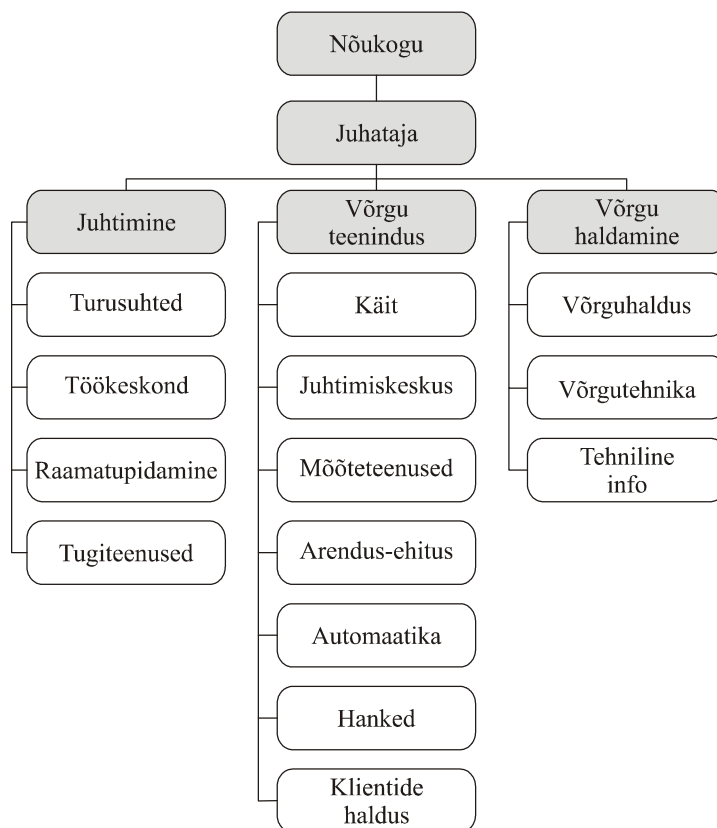 Nõukogu
Juhataja
Juhtimine
Turusuhted
Töökeskond
Raamatupidamine
Tugiteenused
Võrgu
teenindus
Käit
Juhtimiskeskus
Mõõteteenused
Arendus-ehitus
Automaatika
Hanked
Klientide
haldus
Võrgu
haldamine
Võrguhaldus
Võrgutehnika
Tehniline
info